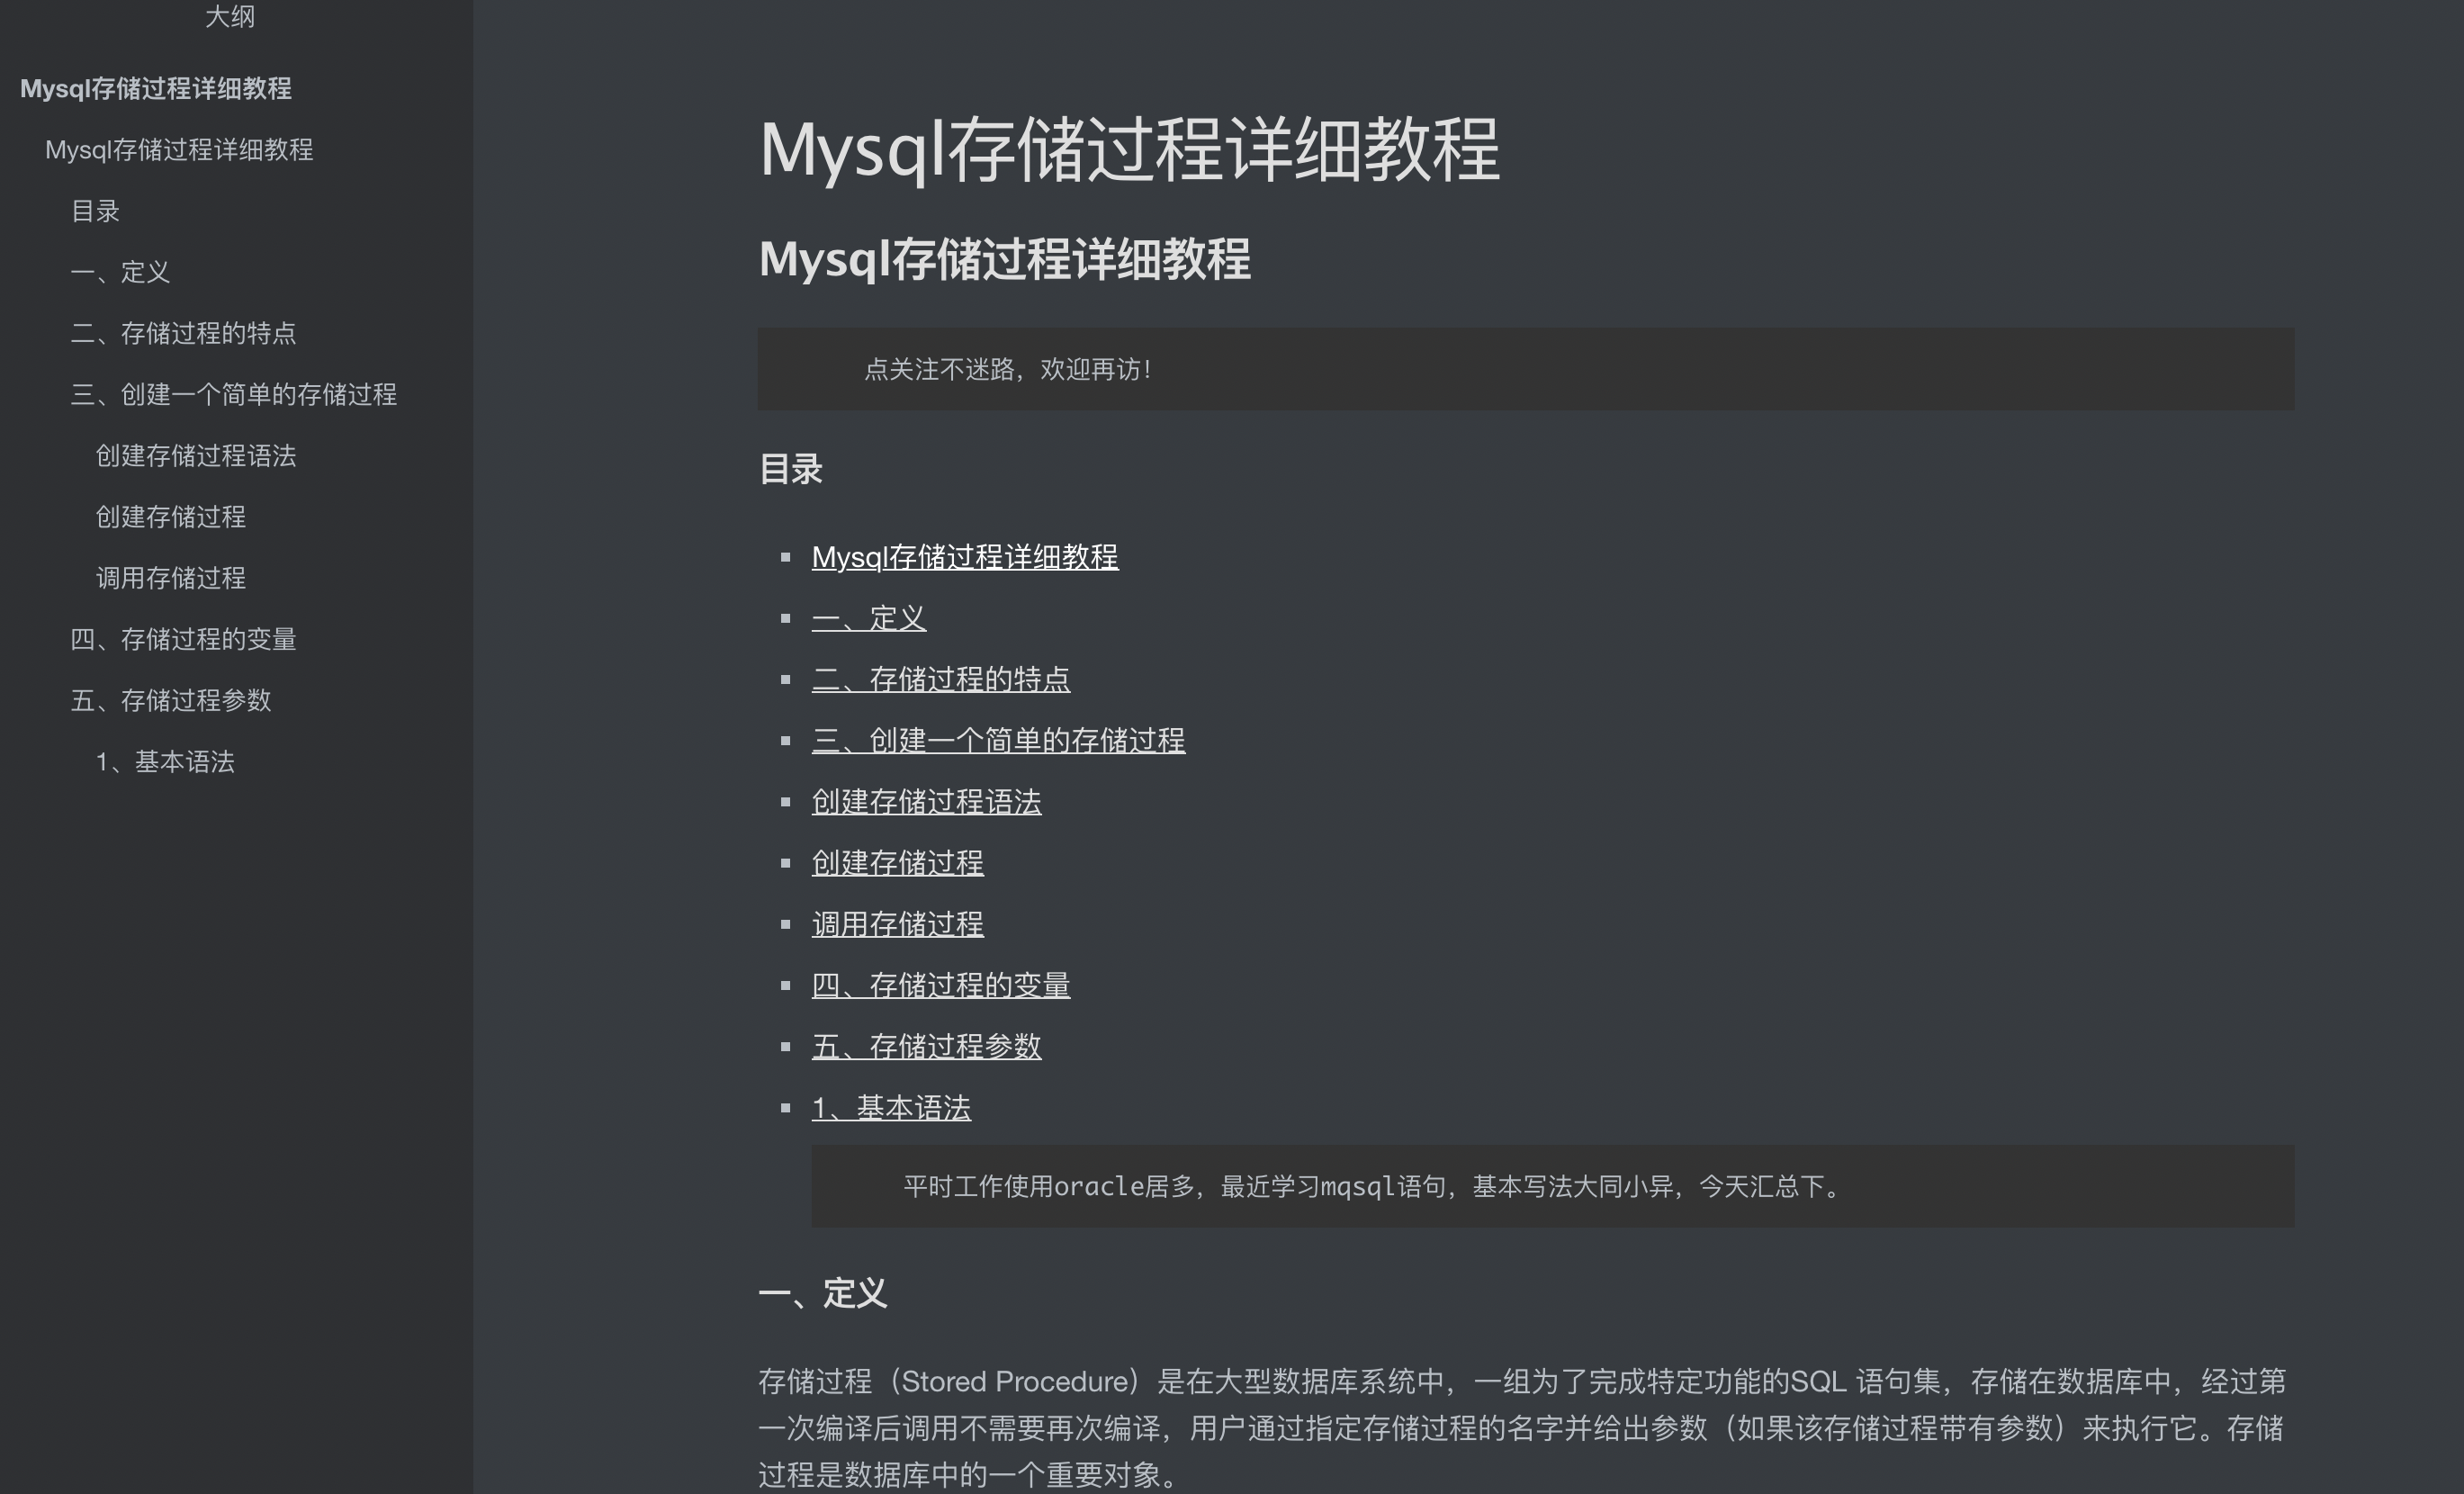 大纲
Mysql存储过程详细教程
Mysql存储过程详细教程
目录
一、定义
二、存储过程的特点
三、创建一个简单的存储过程
创建存储过程语法
创建存储过程
调用存储过程
四、存储过程的变量
五、存储过程参数
1、基本语法
Mysql存储过程详细教程
Mysql存储过程详细教程
点关注不迷路，欢迎再访！
目录
Mysql存储过程详细教程
一、定义
二、存储过程的特点
三、创建一个简单的存储过程
创建存储过程语法
创建存储过程
调用存储过程
四、存储过程的变量
五、存储过程参数
1、基本语法
平时工作使用oracle居多，最近学习mqsql语句，基本写法大同小异，今天汇总下。
一、定义
存储过程（Stored Procedure）是在大型数据库系统中，一组为了完成特定功能的SQL 语句集，存储在数据库中，经过第
一次编译后调用不需要再次编译，用户通过指定存储过程的名字并给出参数（如果该存储过程带有参数）来执行它。存储
过程是数据库中的一个重要对象。